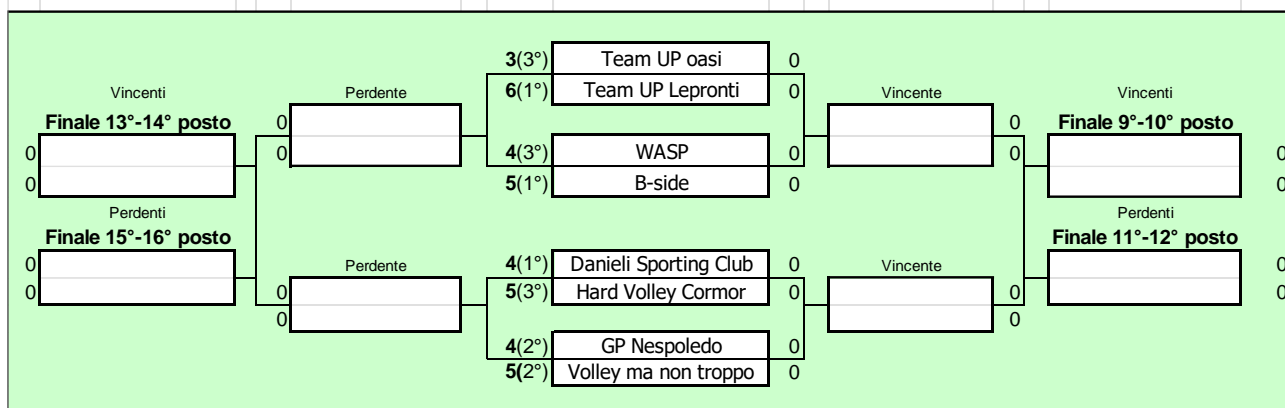 3(3°) Team UP oasi 0
6(1°) Team UP Lepronti 0
Vincenti Perdente Vincente Vincenti
Finale 13°-14° posto 0 0 Finale 9°-10° posto
0 0 0 0
0 4(3°) WASP 0 0
5(1°) B-side 0
Perdenti Perdenti
Finale 15°-16° posto Finale 11°-12° posto
0 Perdente 4(1°) Danieli Sporting Club 0 Vincente 0
0 0 5(3°) Hard Volley Cormor 0 0 0
0 0
4(2°) GP Nespoledo 0
5(2°) Volley ma non troppo 0